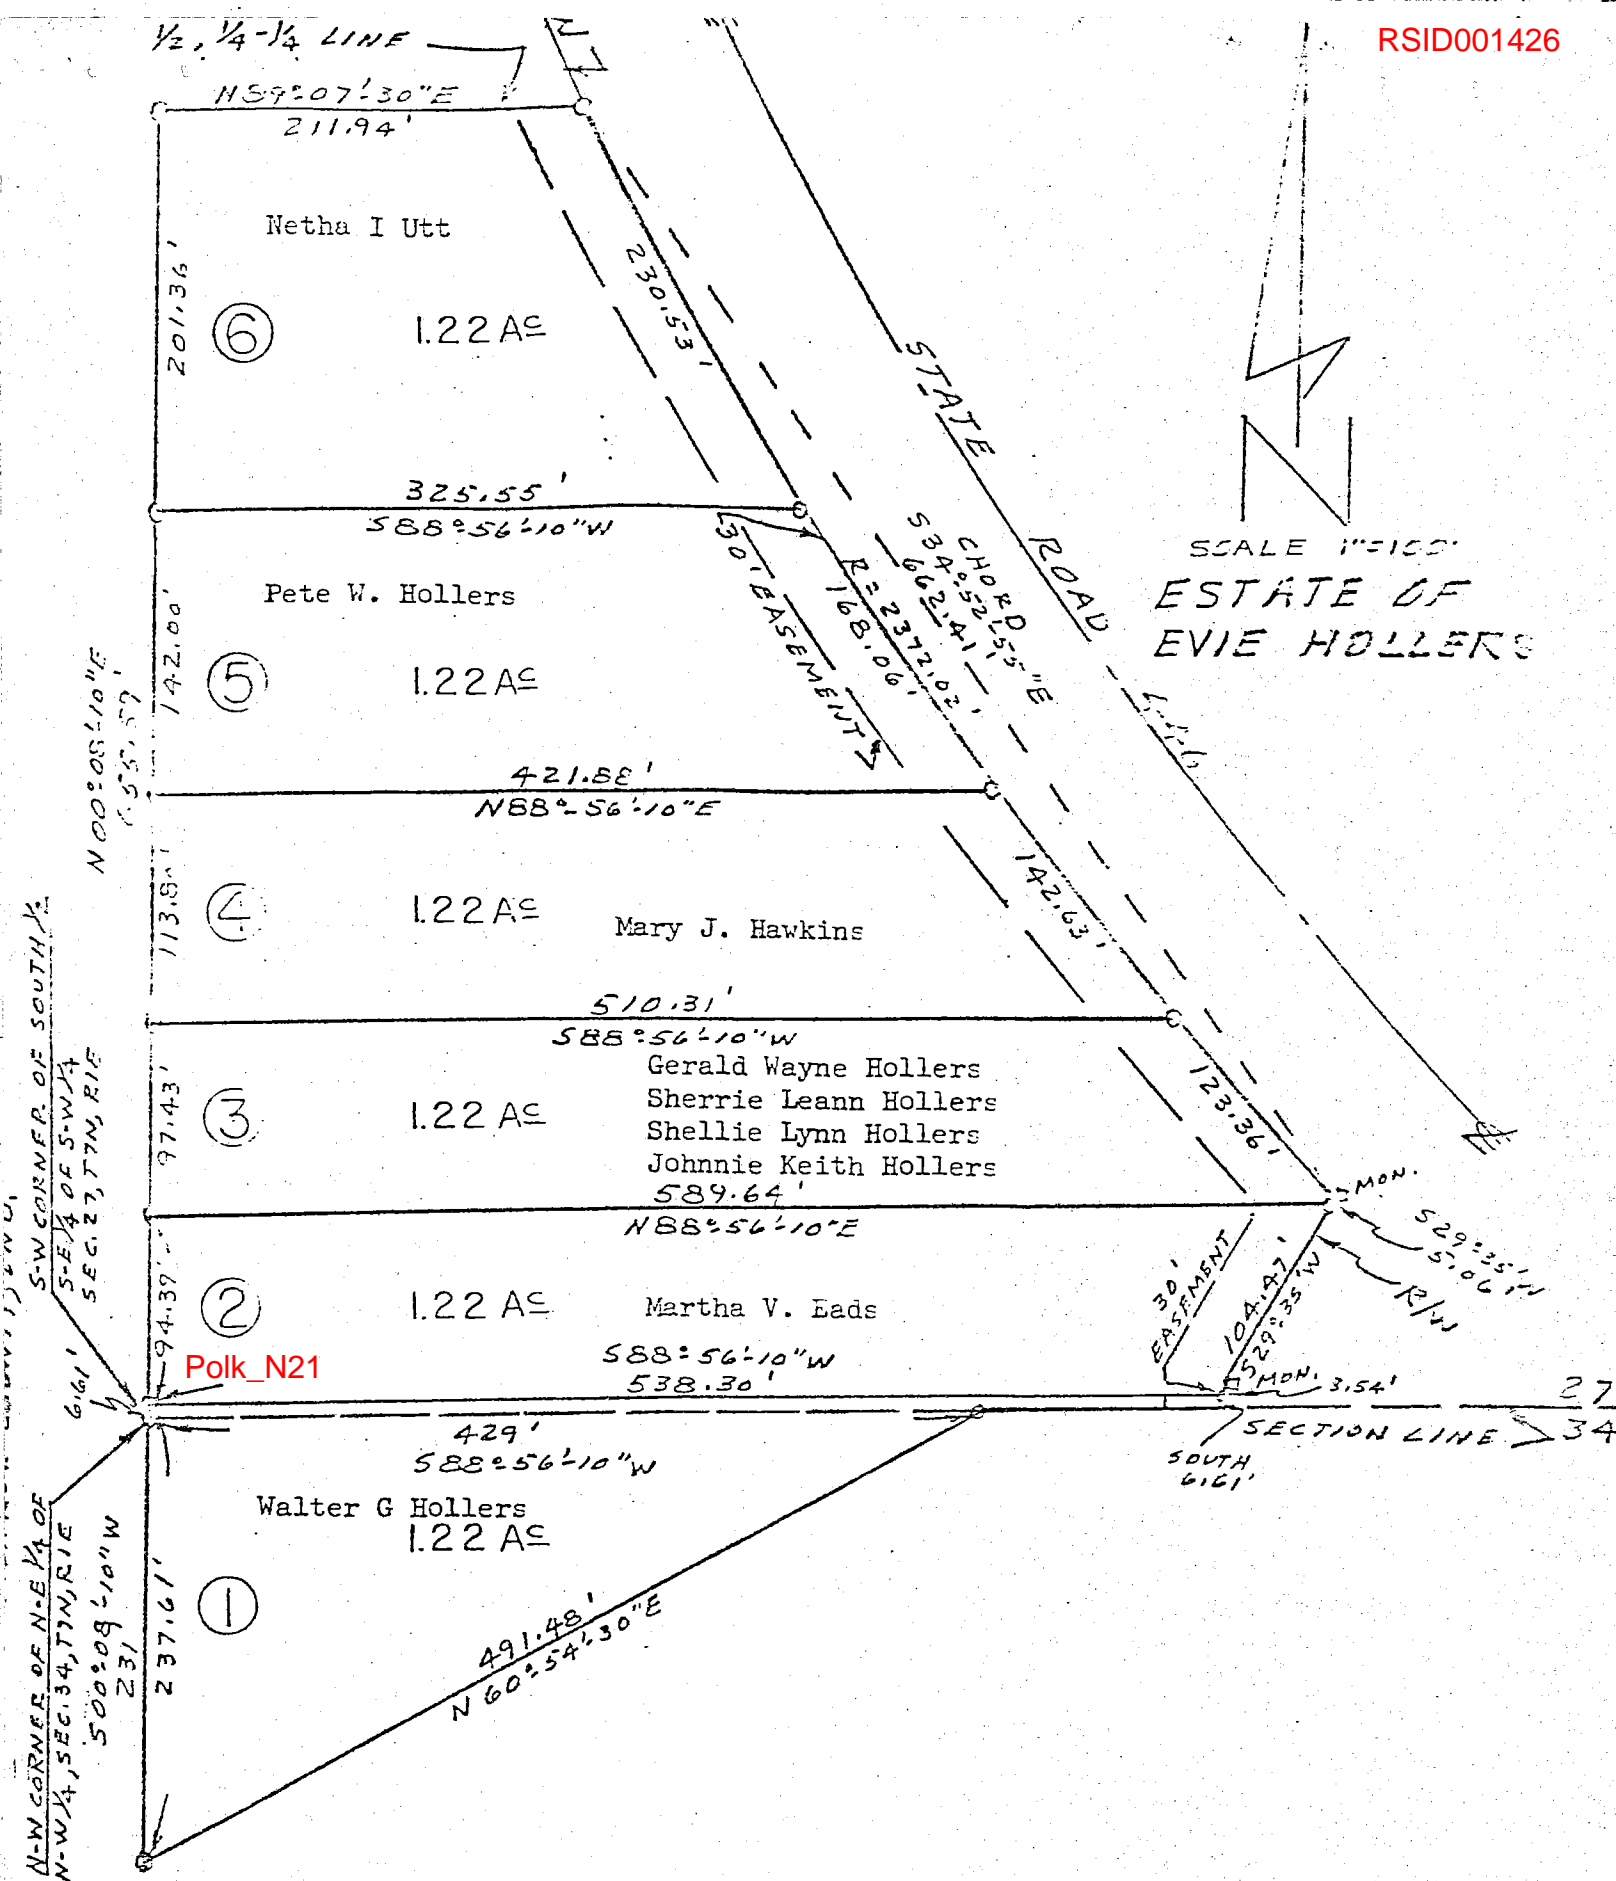 RSID001426
1/2, 1/4-1/4 LINE
N89°-07'-30"E
211.94'
Netha I Utt
201.36'
6
1.22 Ac
230.53'
STATE
ROAD
446
325.55'
S88°-56'-10"W
30' EASEMENT
CHORD
S34°-52'-55"E
662.41'
R=2372.02'
168.06'
SCALE 1"=100'
ESTATE OF
EVIE HOLLERS
Pete W. Hollers
142.00'
5
1.22 Ac
N00°-08'-10"E
655.57'
421.88'
N88°-56'-10"E
113.81'
4
1.22 Ac
Mary J. Hawkins
142.63'
510.31'
S88°-56'-10"W
Gerald Wayne Hollers
Sherrie Leann Hollers
Shellie Lynn Hollers
Johnnie Keith Hollers
97.43'
3
1.22 Ac
123.36'
589.64'
N88°-56'-10"E
MON.
S29°-35'-W
5.06'
R/W
S-W CORNER OF SOUTH 1/2
S-E 1/4 OF S-W 1/4
SEC. 27, T7N, R1E
94.39'
2
1.22 Ac
Martha V. Eads
30'
EASEMENT
104.47'
S29°-35'W
Polk_N21
S88°-56'-10"W
538.30'
MON.
3.54'
27
6.61'
429'
S88°-56'-10"W
SECTION LINE
34
SOUTH
6.61'
Walter G Hollers
1.22 Ac
N-W CORNER OF N-E 1/4 OF
N-W 1/4, SEC. 34, T7N, R1E
S00°-08'-10"W
231
237.61'
1
491.48'
N60°-54'-30"E